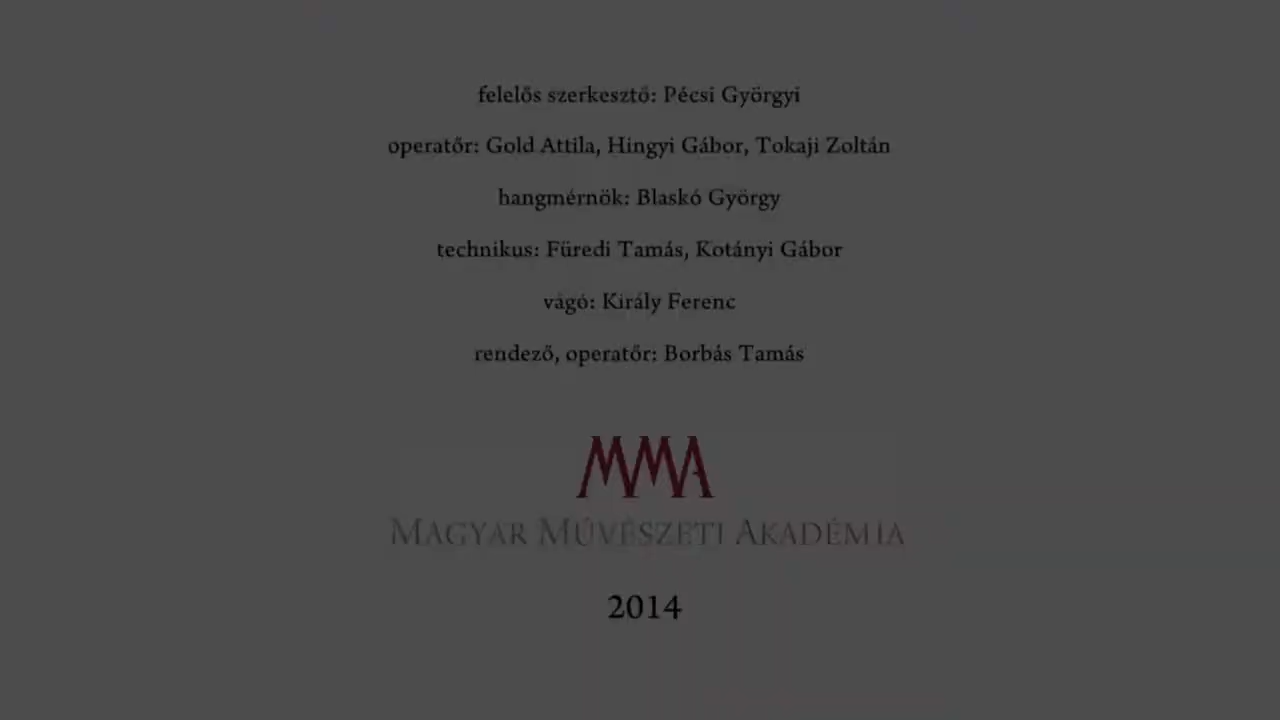 felelős szerkesztő: Pécsi Györgyi
operatőr: Gold Attila, Hingyi Gábor, Tokaji Zoltán
hangmérnök: Blaskó György
technikus: Füredi Tamás, Kotányi Gábor
vágó: Király Ferenc
rendező, operatőr: Borbás Tamás
MMA
MAGYAR MŰVÉSZETI AKADÉMIA
2014